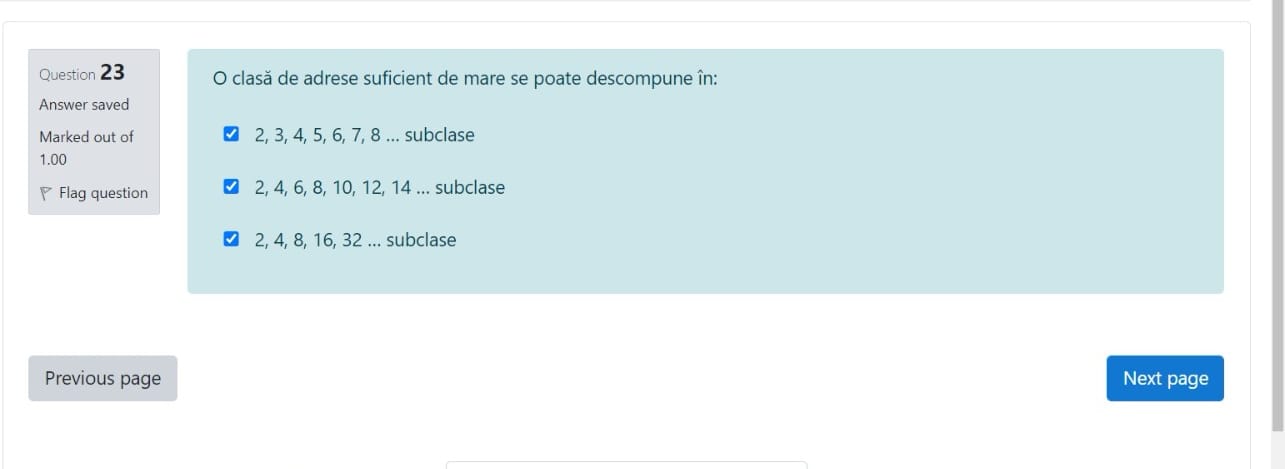 Question 23
Answer saved
Marked out of
1.00
Flag question
O clasă de adrese suficient de mare se poate descompune în:
2, 3, 4, 5, 6, 7, 8 ... subclase
2, 4, 6, 8, 10, 12, 14 ... subclase
2, 4, 8, 16, 32 ... subclase
Previous page
Next page